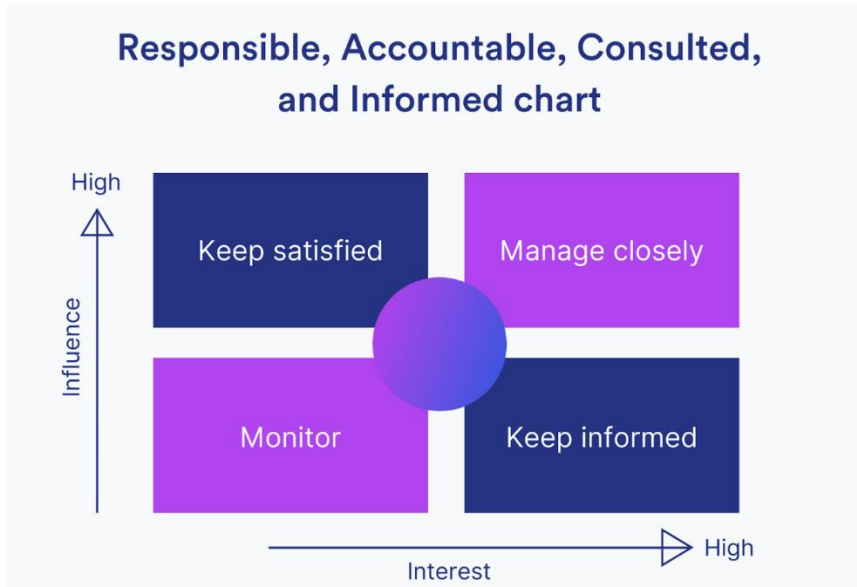 Responsible, Accountable, Consulted,
and Informed chart
High
Keep satisfied
Manage closely
Influence
Monitor
Keep informed
High
Interest